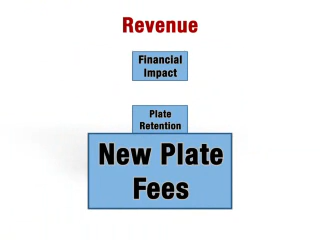 Revenue
Financial
Impact
Plate
Retention
New Plate
Fees